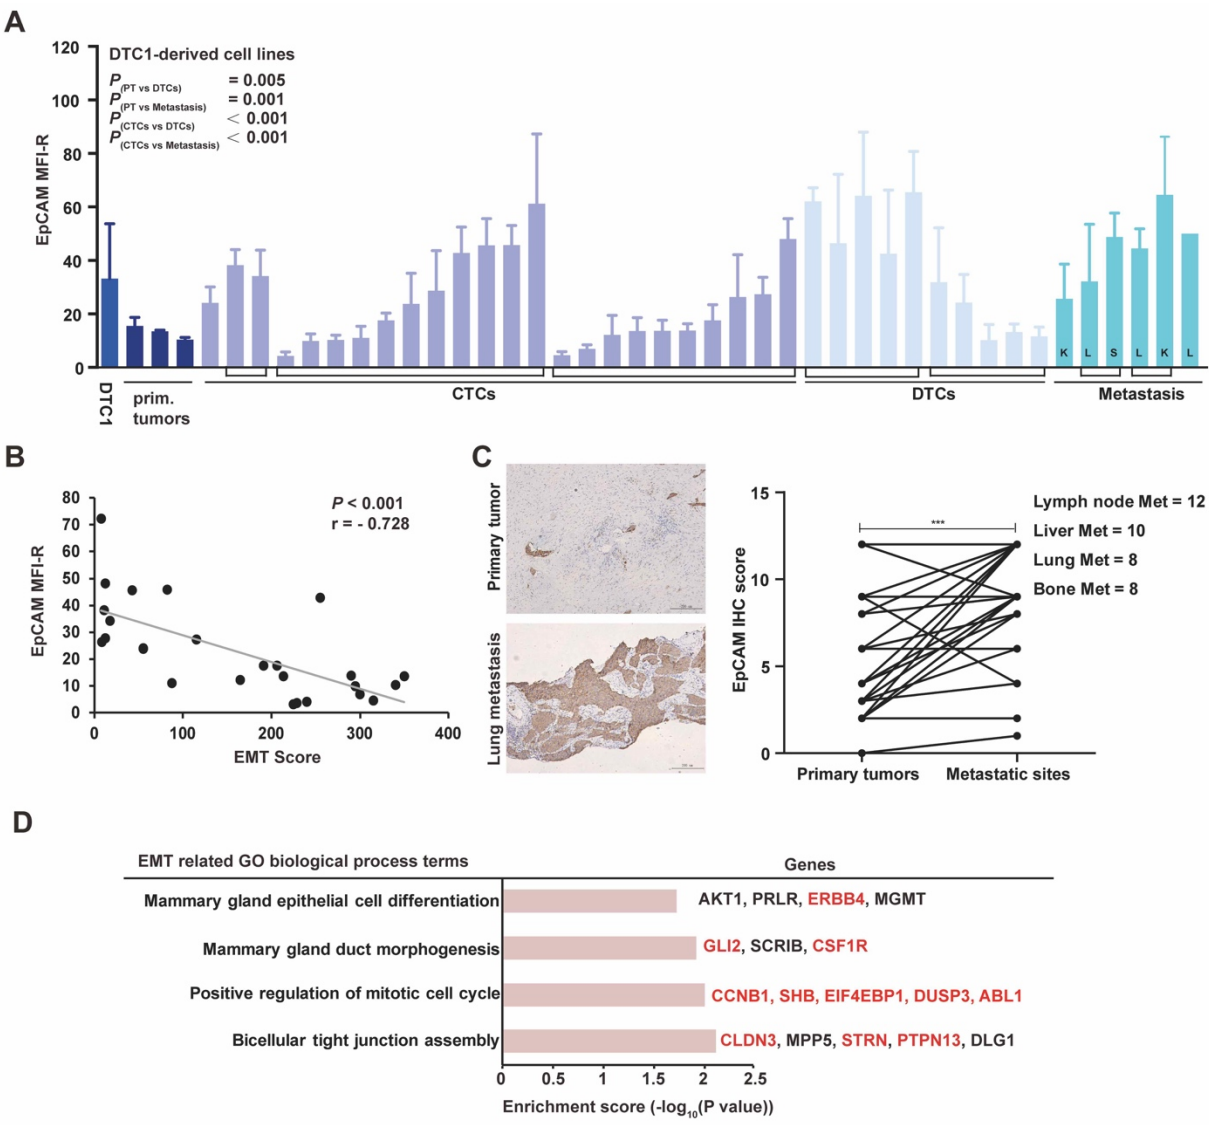 A
DTC1-derived cell lines
P(PT vs DTCs) = 0.005
P(PT vs Metastasis) = 0.001
P(CTCs vs DTCs) < 0.001
P(CTCs vs Metastasis) < 0.001
EpCAM MFI-R
120
100
80
60
40
20
0
K L S L K L
DTC1
prim. tumors
CTCs
DTCs
Metastasis
B
P < 0.001
r = - 0.728
EpCAM MFI-R
80
70
60
50
40
30
20
10
0
0 100 200 300 400
EMT Score
C
Primary tumor
Lung metastasis
EpCAM IHC score
15
10
5
0
***
Primary tumors Metastatic sites
Lymph node Met = 12
Liver Met = 10
Lung Met = 8
Bone Met = 8
D
EMT related GO biological process terms Genes
Mammary gland epithelial cell differentiation AKT1, PRLR, ERBB4, MGMT
Mammary gland duct morphogenesis GLI2, SCRIB, CSF1R
Positive regulation of mitotic cell cycle CCNB1, SHB, EIF4EBP1, DUSP3, ABL1
Bicellular tight junction assembly CLDN3, MPP5, STRN, PTPN13, DLG1
0 0.5 1 1.5 2 2.5
Enrichment score (-log10(P value))